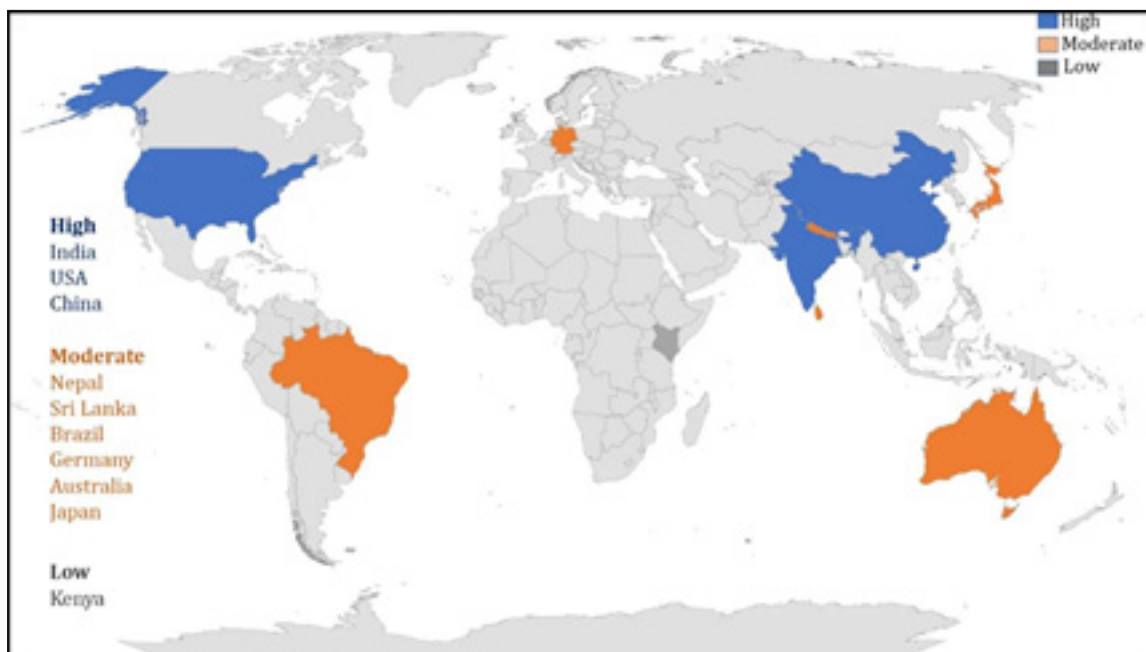 High
Moderate
Low
High
India
USA
China
Moderate
Nepal
Sri Lanka
Brazil
Germany
Australia
Japan
Low
Kenya